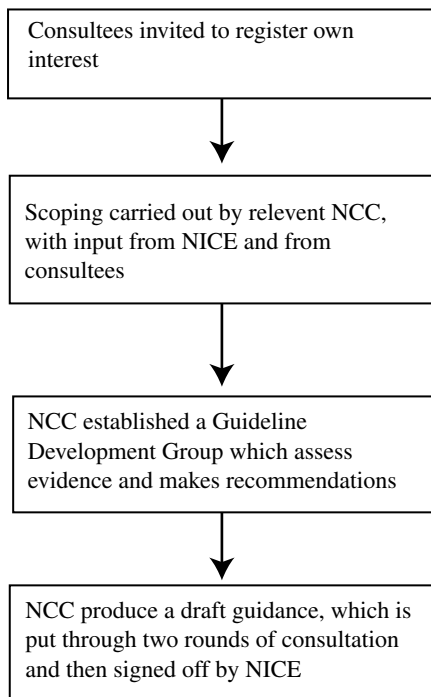 Consultees invited to register own
interest
Scoping carried out by relevent NCC,
with input from NICE and from
consultees
NCC established a Guideline
Development Group which assess
evidence and makes recommendations
NCC produce a draft guidance, which is
put through two rounds of consultation
and then signed off by NICE